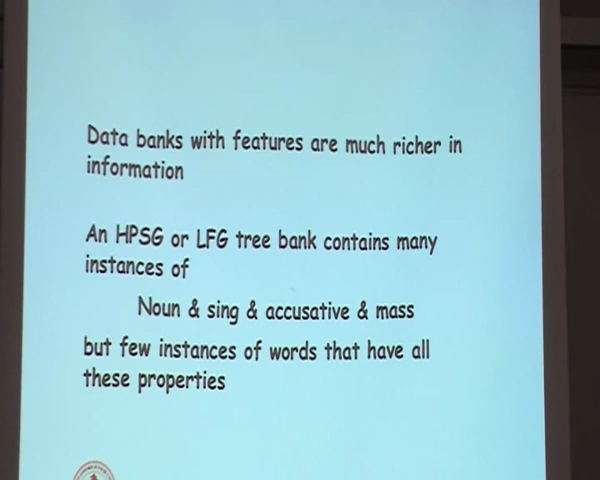 Data banks with features are much richer in
information
An HPSG or LFG tree bank contains many
instances of
Noun & sing & accusative & mass
but few instances of words that have all
these properties